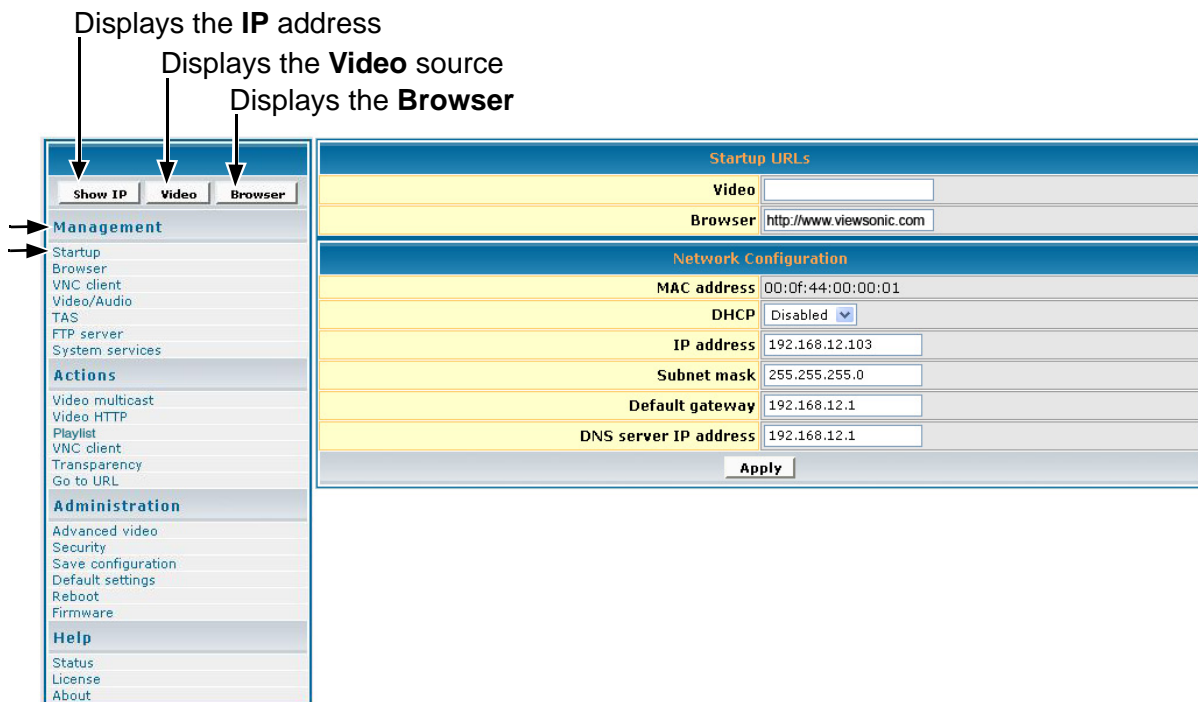 Displays the IP address
Displays the Video source
Displays the Browser
Show IP Video Browser
Management
Startup
Browser
VNC client
Video/Audio
TAS
FTP server
System services
Actions
Video multicast
Video HTTP
Playlist
VNC client
Transparency
Go to URL
Administration
Advanced video
Security
Save configuration
Default settings
Reboot
Firmware
Help
Status
License
About
Startup URLs
Video
Browser http://www.viewsonic.com
Network Configuration
MAC address 00:0f:44:00:00:01
DHCP Disabled
IP address 192.168.12.103
Subnet mask 255.255.255.0
Default gateway 192.168.12.1
DNS server IP address 192.168.12.1
Apply